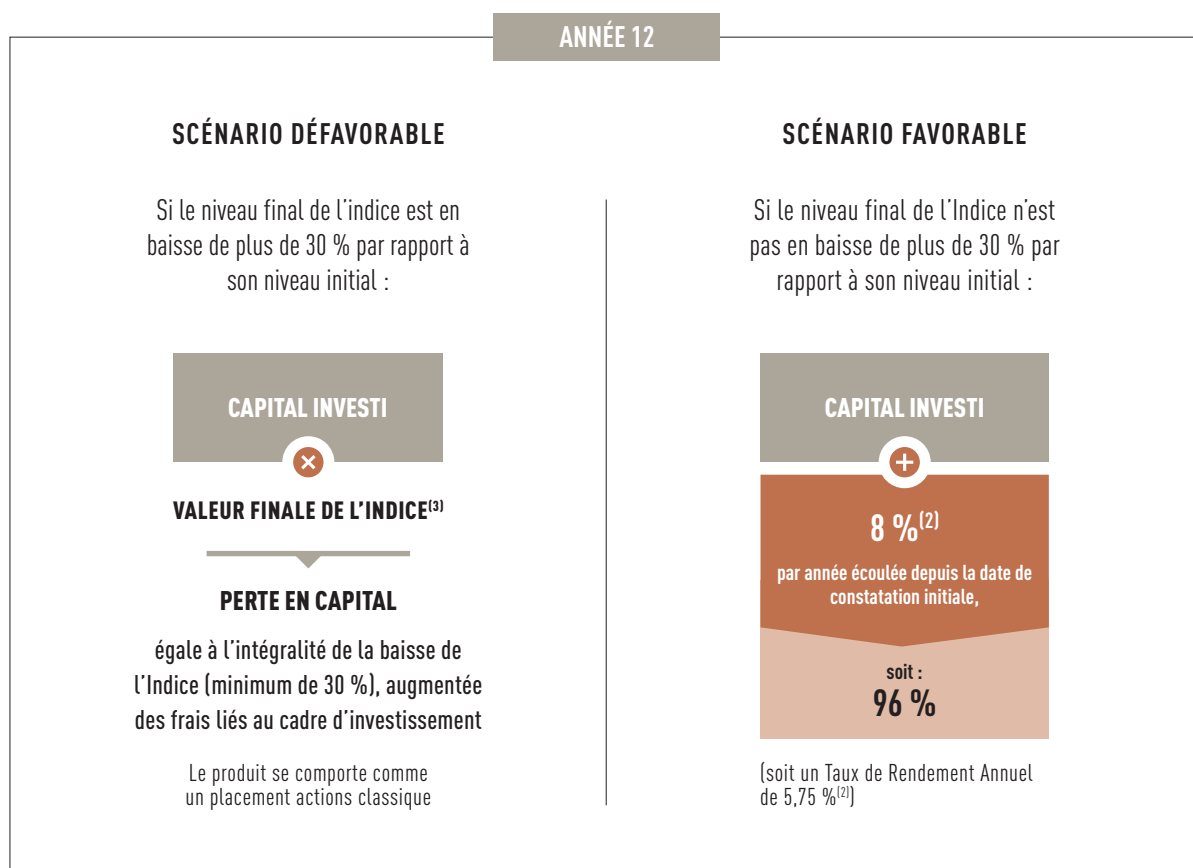 ANNÉE 12
SCÉNARIO DÉFAVORABLE
Si le niveau final de l’indice est en
baisse de plus de 30 % par rapport à
son niveau initial :
CAPITAL INVESTI
×
VALEUR FINALE DE L’INDICE(3)
PERTE EN CAPITAL
égale à l’intégralité de la baisse de
l’Indice (minimum de 30 %), augmentée
des frais liés au cadre d’investissement
Le produit se comporte comme
un placement actions classique
SCÉNARIO FAVORABLE
Si le niveau final de l’Indice n’est
pas en baisse de plus de 30 % par
rapport à son niveau initial :
CAPITAL INVESTI
+
8 %(2)
par année écoulée depuis la date de
constatation initiale,
soit :
96 %
(soit un Taux de Rendement Annuel
de 5,75 %(2))